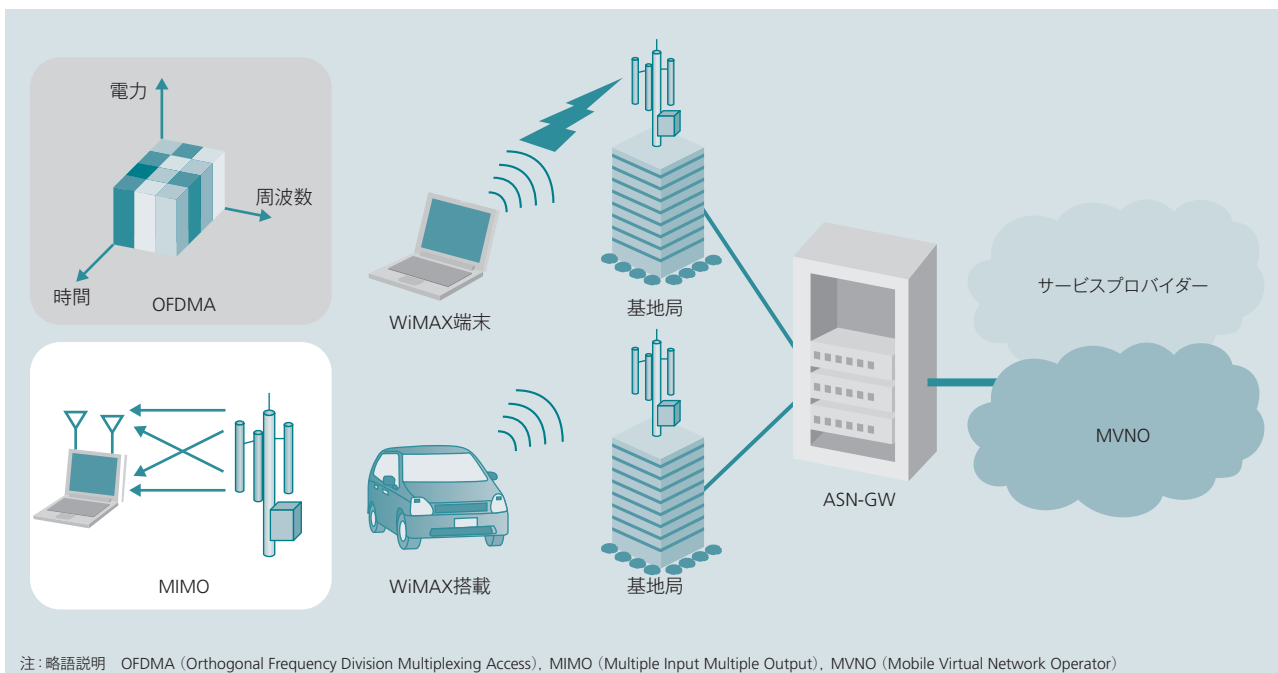 電力
周波数
時間
OFDMA
MIMO
WiMAX端末
基地局
WiMAX搭載
基地局
ASN-GW
サービスプロバイダー
MVNO
注：略語説明　OFDMA（Orthogonal Frequency Division Multiplexing Access），MIMO（Multiple Input Multiple Output），MVNO（Mobile Virtual Network Operator）